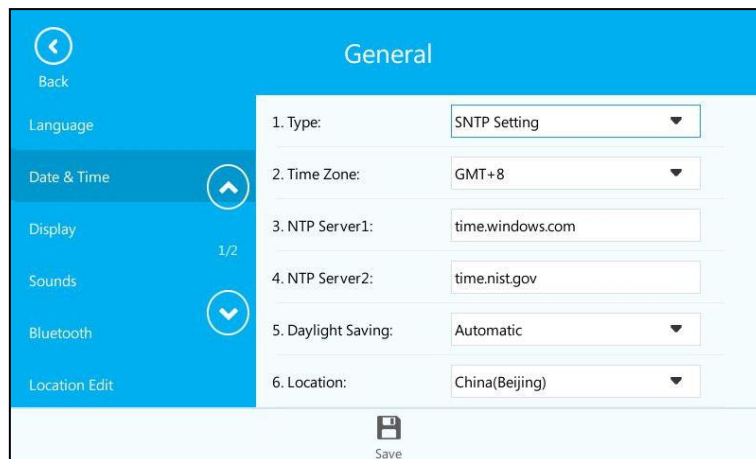 General
Back
Language
Date & Time
Display
1/2
Sounds
Bluetooth
Location Edit
1. Type: SNTP Setting
2. Time Zone: GMT+8
3. NTP Server1: time.windows.com
4. NTP Server2: time.nist.gov
5. Daylight Saving: Automatic
6. Location: China(Beijing)
Save